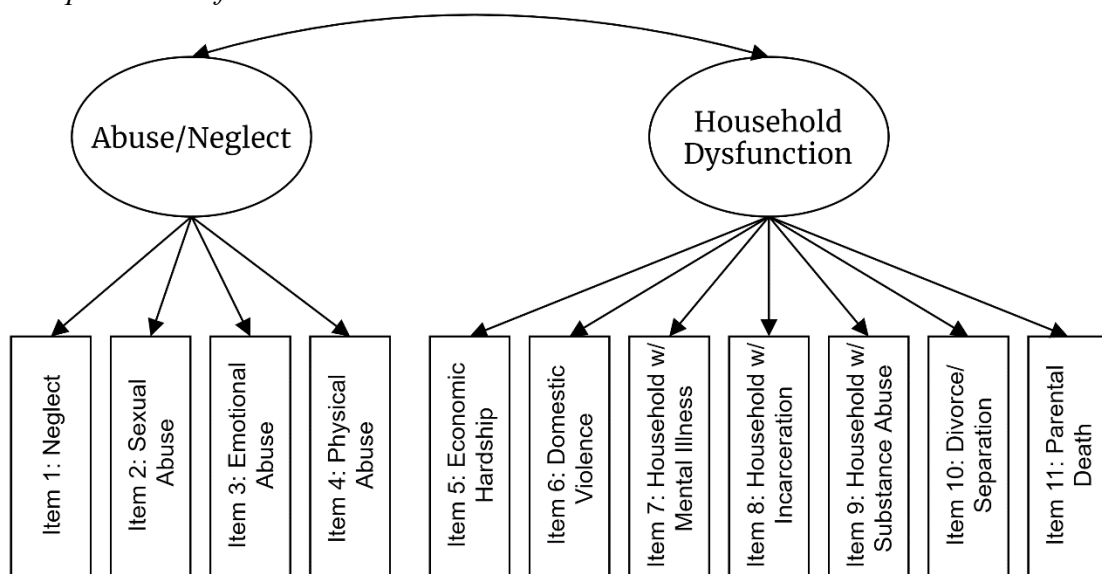 Abuse/Neglect
Household
Dysfunction
Item 1: Neglect
Item 2: Sexual
Abuse
Item 3: Emotional
Abuse
Item 4: Physical
Abuse
Item 5: Economic
Hardship
Item 6: Domestic
Violence
Item 7: Household w/
Mental Illness
Item 8: Household w/
Incarceration
Item 9: Household w/
Substance Abuse
Item 10: Divorce/
Separation
Item 11: Parental
Death